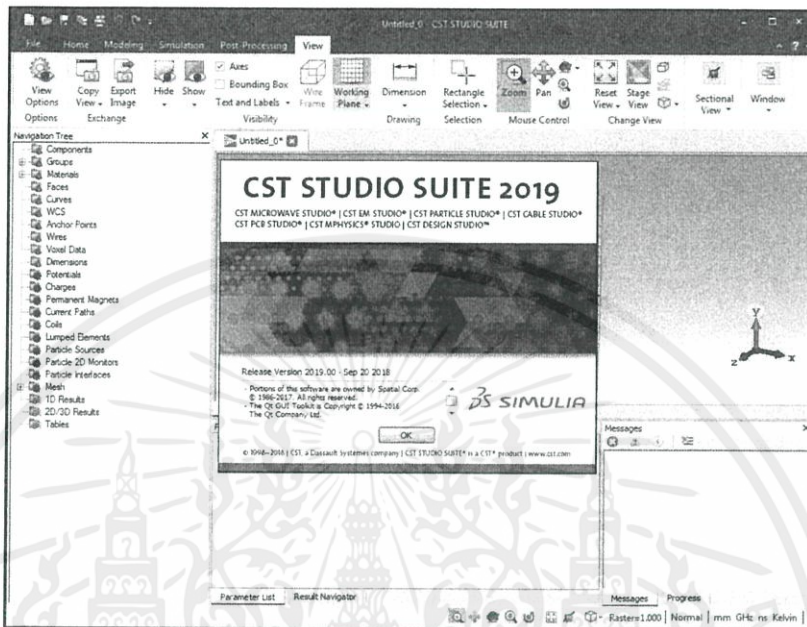 Untitled_0 - CST STUDIO SUITE
File Home Modeling Simulation Post-Processing View
View Options
Copy View
Export Image
Hide Show
Axes
Bounding Box
Text and Labels
Wire Frame
Working Plane
Dimension
Rectangle Selection
Zoom Pan
Reset View
Stage View
Sectional View
Window
Options Exchange Visibility Drawing Selection Mouse Control Change View
Navigation Tree
Untitled_0*
Components
Groups
Materials
Faces
Curves
WCS
Anchor Points
Wires
Voxel Data
Dimensions
Potentials
Charges
Permanent Magnets
Current Paths
Coils
Lumped Elements
Particle Sources
Particle 2D Monitors
Particle Interfaces
Mesh
1D Results
2D/3D Results
Tables
CST STUDIO SUITE 2019
CST MICROWAVE STUDIO® | CST EM STUDIO® | CST PARTICLE STUDIO® | CST CABLE STUDIO®
CST PCB STUDIO® | CST MPHYSICS® STUDIO | CST DESIGN STUDIO™
Release Version 2019.00 - Sep 20 2018
- Portions of this software are owned by Spatial Corp.
© 1986-2017. All rights reserved.
- The Qt GUI Toolkit is Copyright © 1994-2016
The Qt Company Ltd.
SIMULIA
OK
© 1998-2018 | CST, a Dassault Systemes company | CST STUDIO SUITE® is a CST® product | www.cst.com
y
z x
Messages
Parameter List Result Navigator
Messages Progress
Raster=1.000 Normal mm GHz ns Kelvin